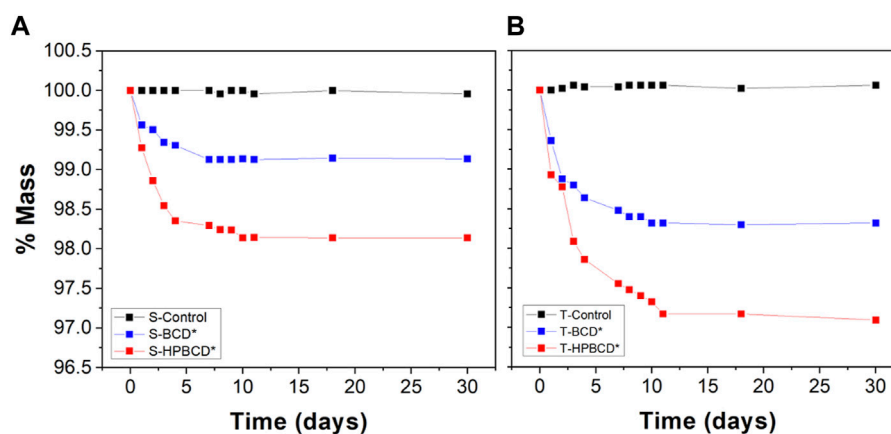 A
B
100.5
100.0
99.5
99.0
98.5
98.0
97.5
97.0
96.5
% Mass
S-Control
S-BCD*
S-HPBCD*
0 5 10 15 20 25 30
Time (days)
T-Control
T-BCD*
T-HPBCD*
0 5 10 15 20 25 30
Time (days)